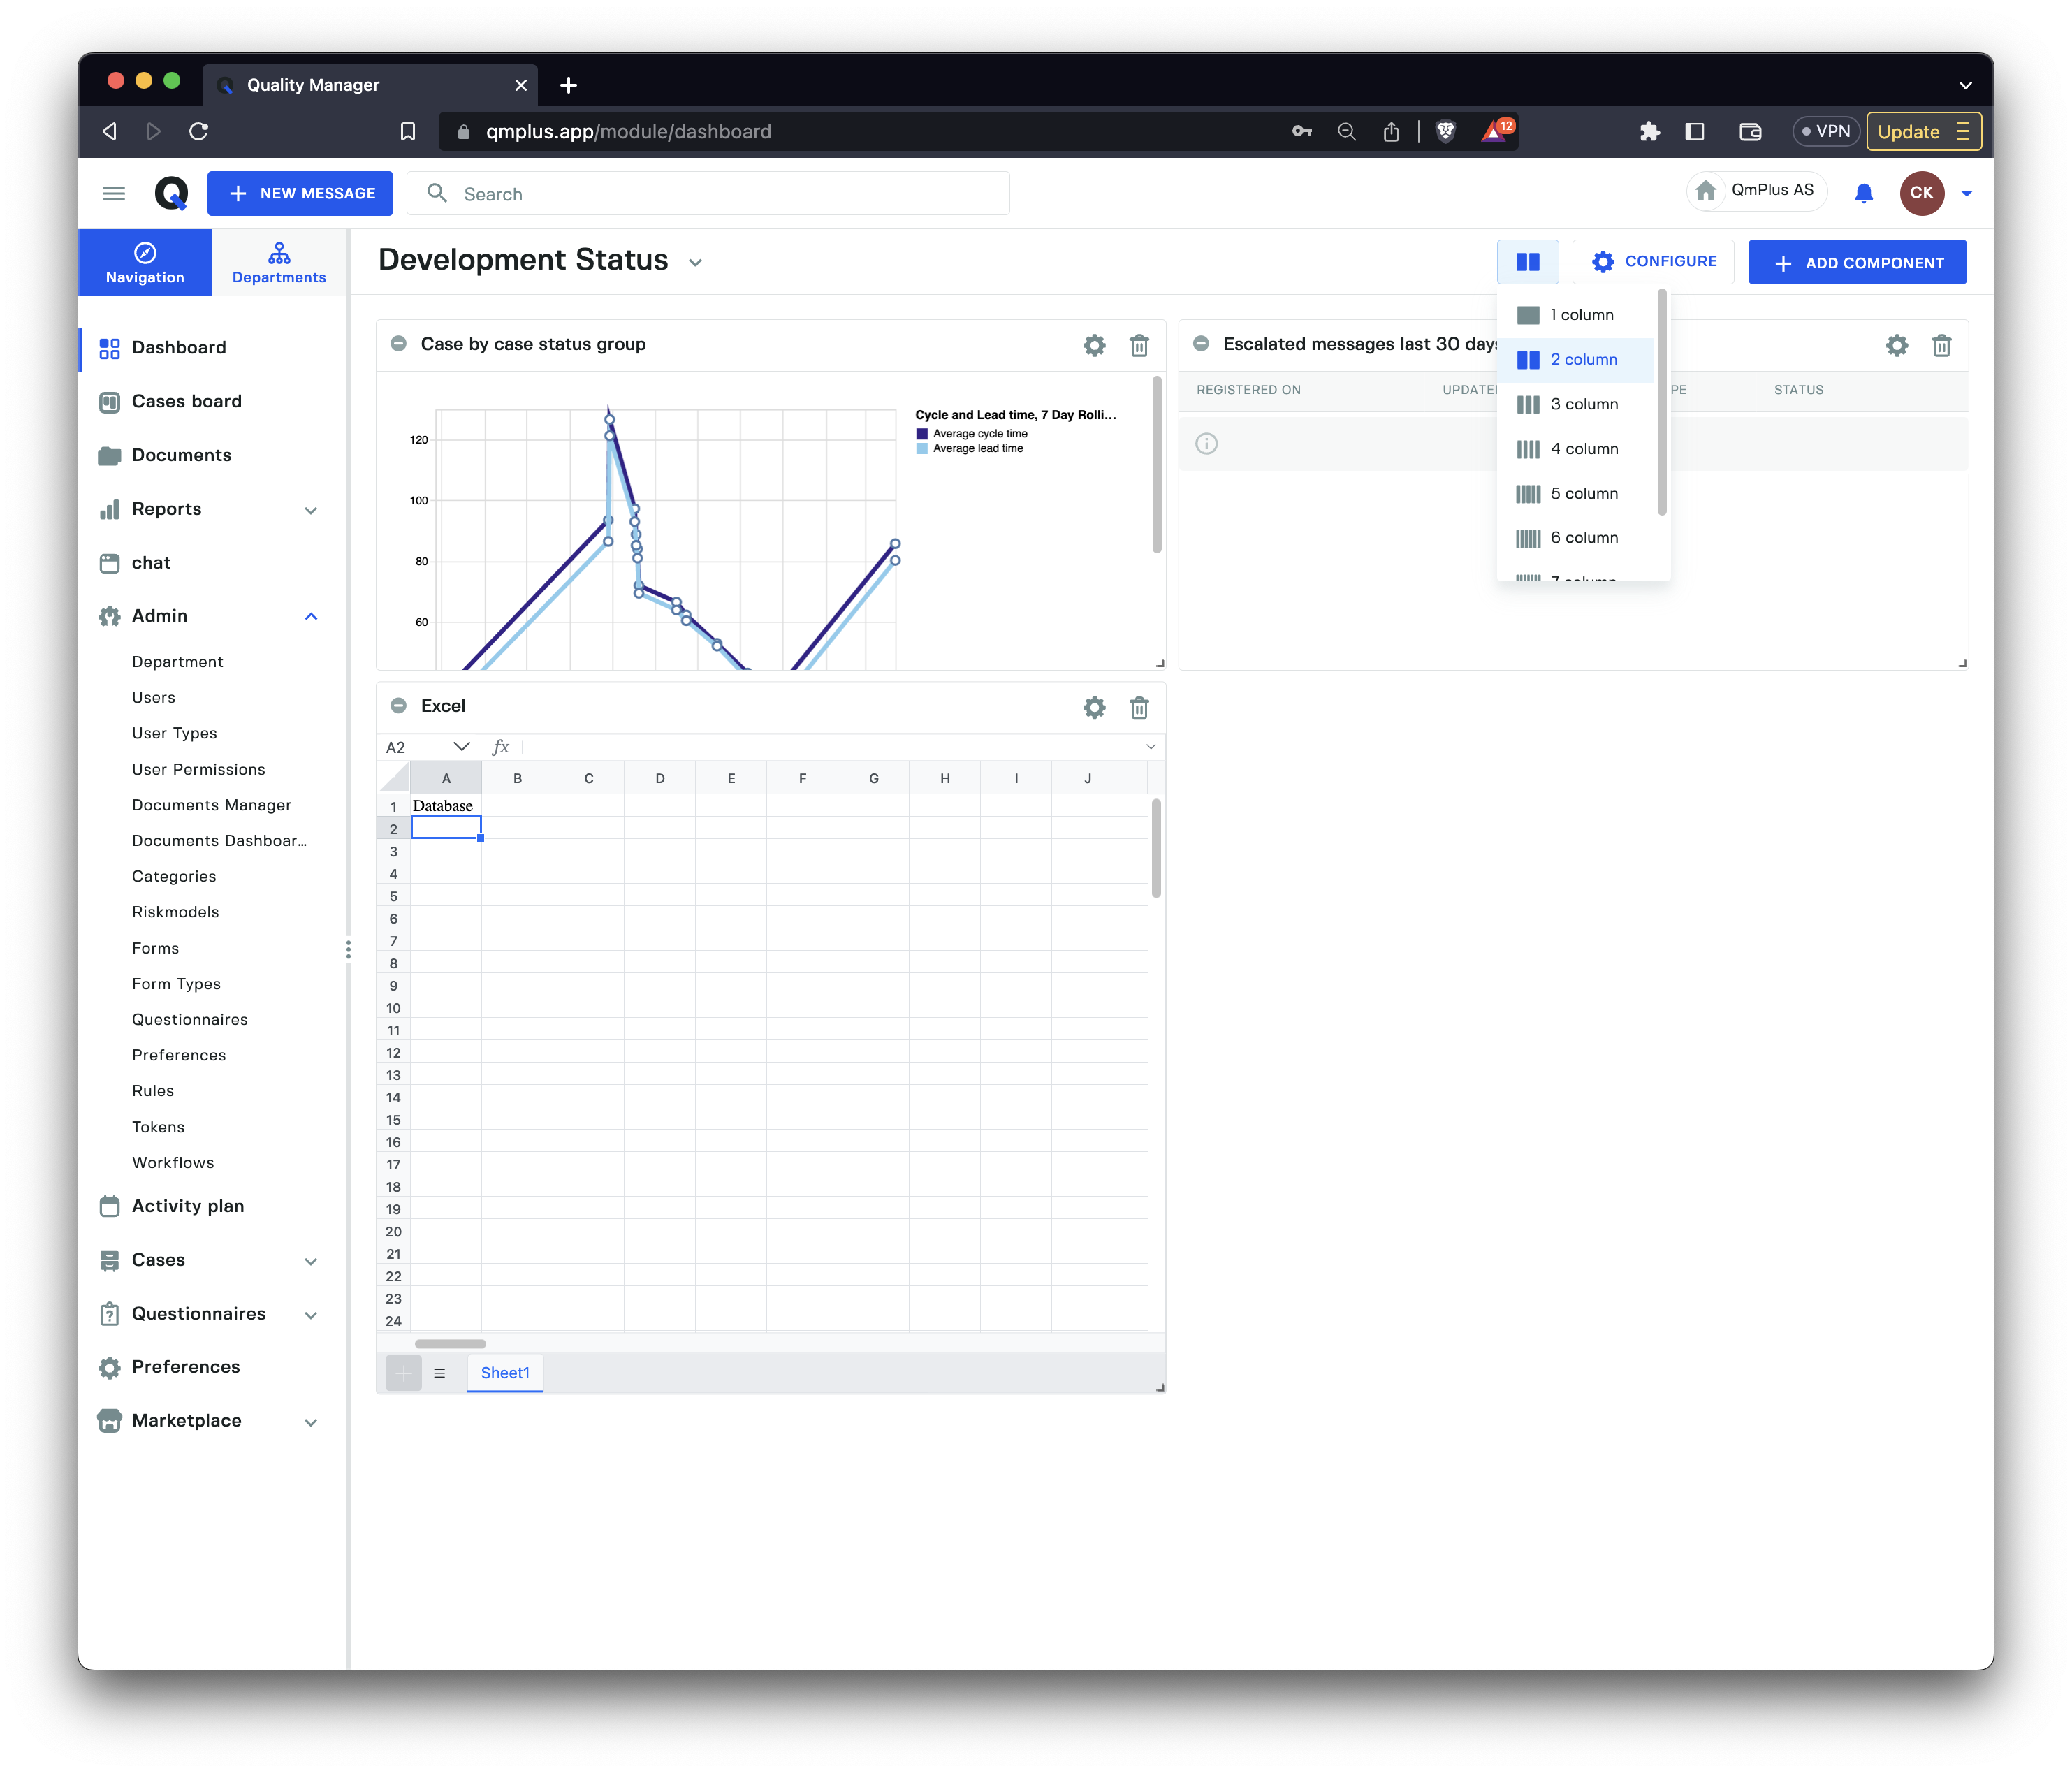 Quality Manager
qmplus.app/module/dashboard
12
VPN
Update
NEW MESSAGE
Search
QmPlus AS
CK
Navigation
Departments
Development Status
CONFIGURE
ADD COMPONENT
Dashboard
Cases board
Documents
Reports
chat
Admin
Department
Users
User Types
User Permissions
Documents Manager
Documents Dashboar...
Categories
Riskmodels
Forms
Form Types
Questionnaires
Preferences
Rules
Tokens
Workflows
Activity plan
Cases
Questionnaires
Preferences
Marketplace
1 column
2 column
3 column
4 column
5 column
6 column
7 column
Case by case status group
120
100
80
60
Cycle and Lead time, 7 Day Rolli...
Average cycle time
Average lead time
Escalated messages last 30 days
REGISTERED ON
STATUS
Excel
A2
fx
A B C D E F G H I J
1 Database
2
3
4
5
6
7
8
9
10
11
12
13
14
15
16
17
18
19
20
21
22
23
24
Sheet1